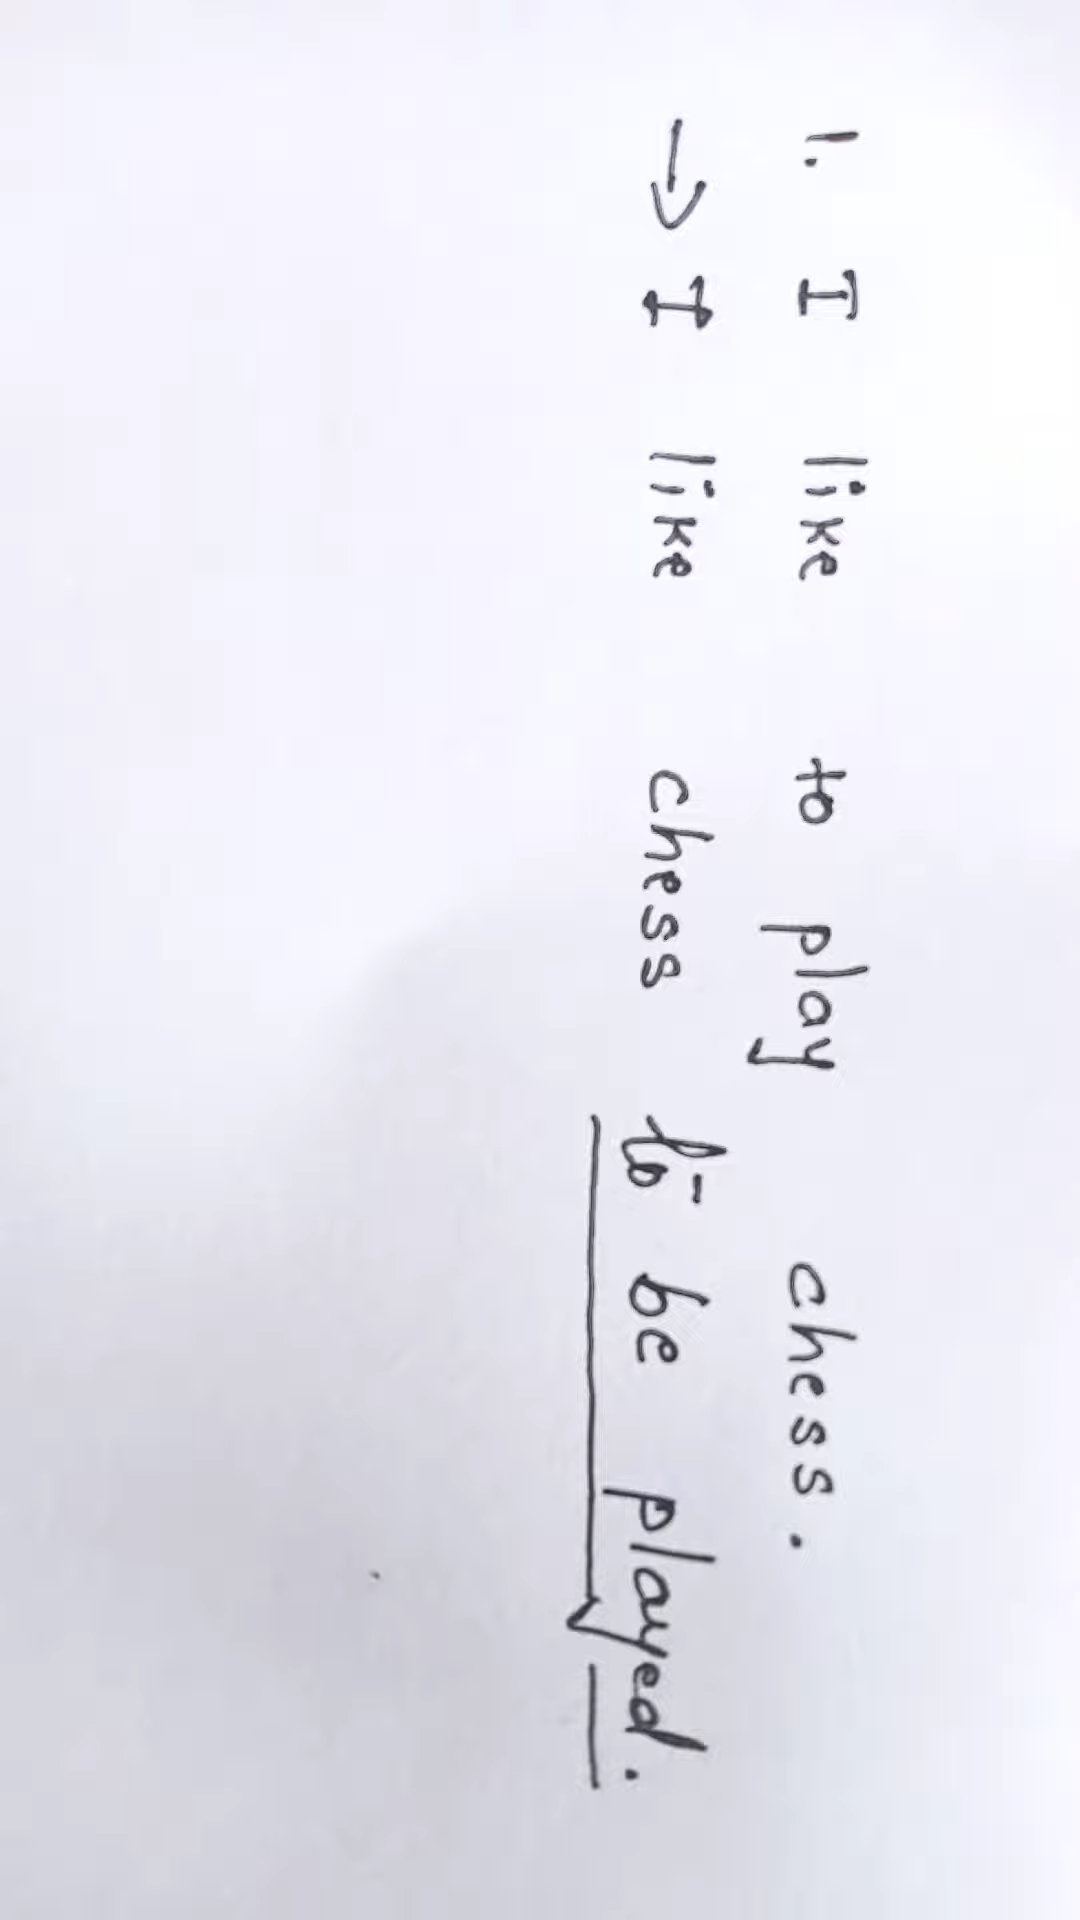 1. I like to play chess.
→ I like chess to be played.